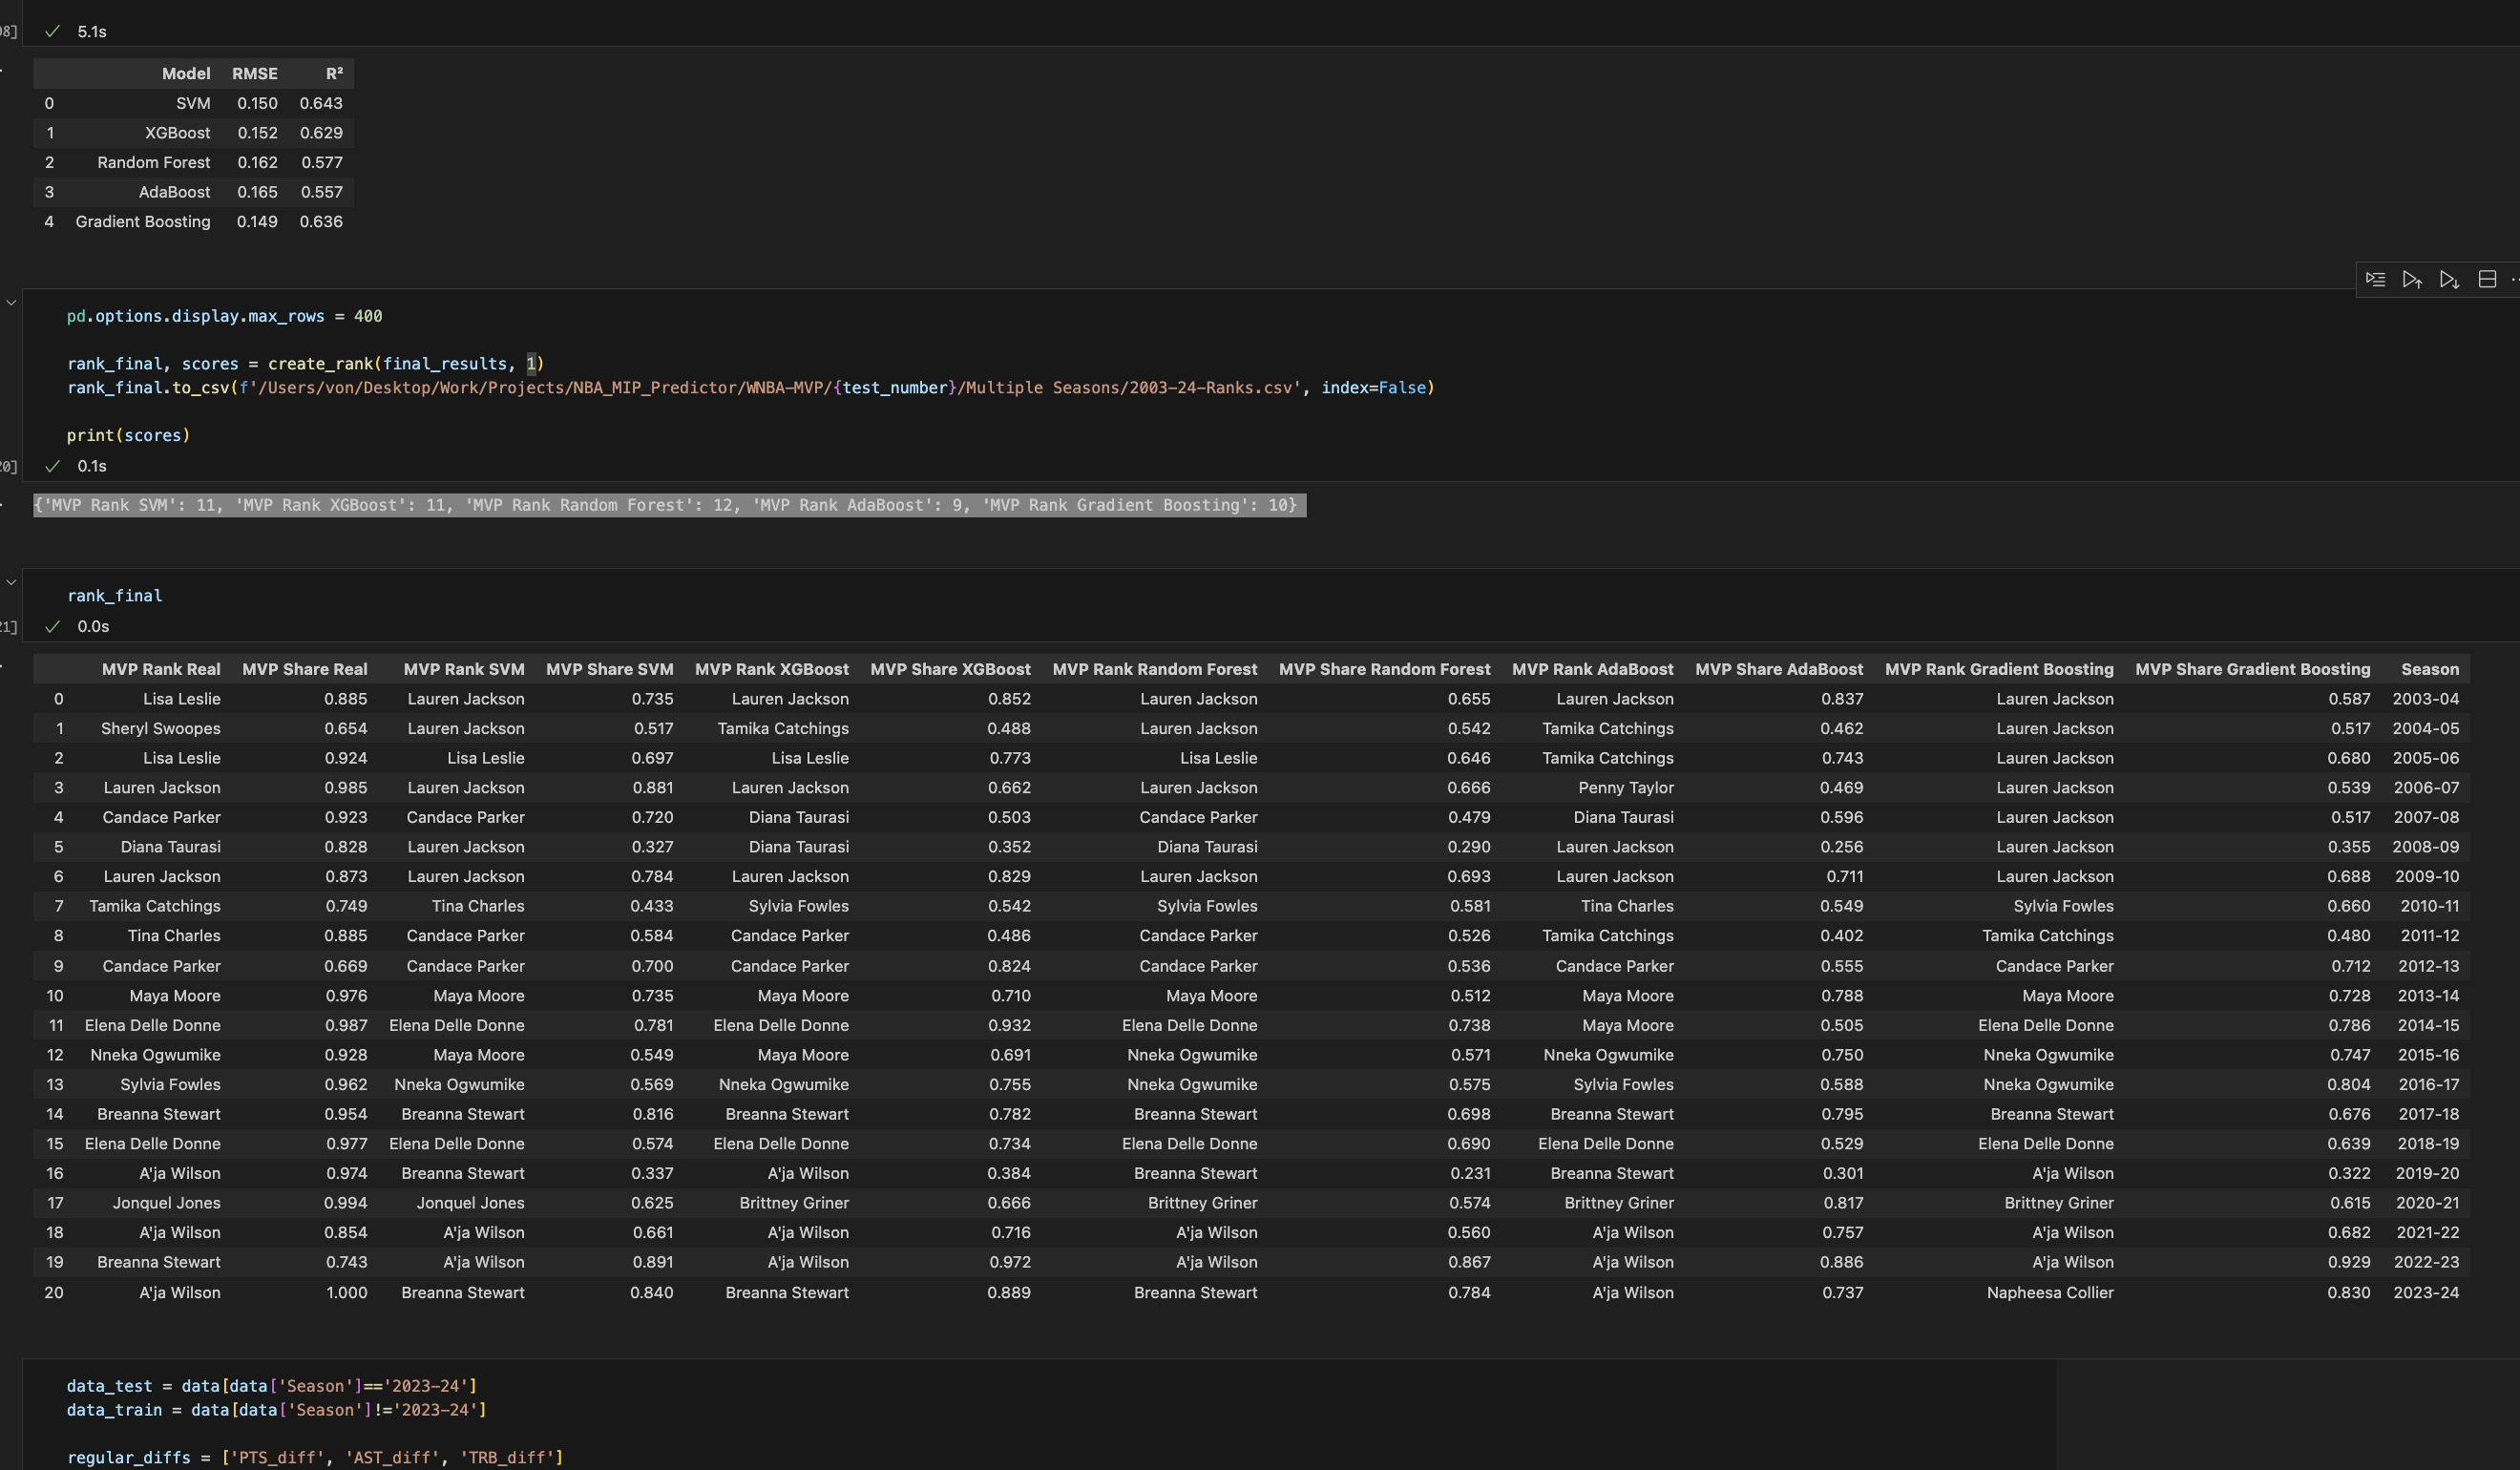 98] 5.1s
Model RMSE R²
0 SVM 0.150 0.643
1 XGBoost 0.152 0.629
2 Random Forest 0.162 0.577
3 AdaBoost 0.165 0.557
4 Gradient Boosting 0.149 0.636
pd.options.display.max_rows = 400
rank_final, scores = create_rank(final_results, 1)
rank_final.to_csv(f'/Users/von/Desktop/Work/Projects/NBA_MIP_Predictor/WNBA-MVP/{test_number}/Multiple Seasons/2003-24-Ranks.csv', index=False)
print(scores)
20] 0.1s
{'MVP Rank SVM': 11, 'MVP Rank XGBoost': 11, 'MVP Rank Random Forest': 12, 'MVP Rank AdaBoost': 9, 'MVP Rank Gradient Boosting': 10}
rank_final
21] 0.0s
MVP Rank Real MVP Share Real MVP Rank SVM MVP Share SVM MVP Rank XGBoost MVP Share XGBoost MVP Rank Random Forest MVP Share Random Forest MVP Rank AdaBoost MVP Share AdaBoost MVP Rank Gradient Boosting MVP Share Gradient Boosting Season
0 Lisa Leslie 0.885 Lauren Jackson 0.735 Lauren Jackson 0.852 Lauren Jackson 0.655 Lauren Jackson 0.837 Lauren Jackson 0.587 2003-04
1 Sheryl Swoopes 0.654 Lauren Jackson 0.517 Tamika Catchings 0.488 Lauren Jackson 0.542 Tamika Catchings 0.462 Lauren Jackson 0.517 2004-05
2 Lisa Leslie 0.924 Lisa Leslie 0.697 Lisa Leslie 0.773 Lisa Leslie 0.646 Tamika Catchings 0.743 Lauren Jackson 0.680 2005-06
3 Lauren Jackson 0.985 Lauren Jackson 0.881 Lauren Jackson 0.662 Lauren Jackson 0.666 Penny Taylor 0.469 Lauren Jackson 0.539 2006-07
4 Candace Parker 0.923 Candace Parker 0.720 Diana Taurasi 0.503 Candace Parker 0.479 Diana Taurasi 0.596 Lauren Jackson 0.517 2007-08
5 Diana Taurasi 0.828 Lauren Jackson 0.327 Diana Taurasi 0.352 Diana Taurasi 0.290 Lauren Jackson 0.256 Lauren Jackson 0.355 2008-09
6 Lauren Jackson 0.873 Lauren Jackson 0.784 Lauren Jackson 0.829 Lauren Jackson 0.693 Lauren Jackson 0.711 Lauren Jackson 0.688 2009-10
7 Tamika Catchings 0.749 Tina Charles 0.433 Sylvia Fowles 0.542 Sylvia Fowles 0.581 Tina Charles 0.549 Sylvia Fowles 0.660 2010-11
8 Tina Charles 0.885 Candace Parker 0.584 Candace Parker 0.486 Candace Parker 0.526 Tamika Catchings 0.402 Tamika Catchings 0.480 2011-12
9 Candace Parker 0.669 Candace Parker 0.700 Candace Parker 0.824 Candace Parker 0.536 Candace Parker 0.555 Candace Parker 0.712 2012-13
10 Maya Moore 0.976 Maya Moore 0.735 Maya Moore 0.710 Maya Moore 0.512 Maya Moore 0.788 Maya Moore 0.728 2013-14
11 Elena Delle Donne 0.987 Elena Delle Donne 0.781 Elena Delle Donne 0.932 Elena Delle Donne 0.738 Maya Moore 0.505 Elena Delle Donne 0.786 2014-15
12 Nneka Ogwumike 0.928 Maya Moore 0.549 Maya Moore 0.691 Nneka Ogwumike 0.571 Nneka Ogwumike 0.750 Nneka Ogwumike 0.747 2015-16
13 Sylvia Fowles 0.962 Nneka Ogwumike 0.569 Nneka Ogwumike 0.755 Nneka Ogwumike 0.575 Sylvia Fowles 0.588 Nneka Ogwumike 0.804 2016-17
14 Breanna Stewart 0.954 Breanna Stewart 0.816 Breanna Stewart 0.782 Breanna Stewart 0.698 Breanna Stewart 0.795 Breanna Stewart 0.676 2017-18
15 Elena Delle Donne 0.977 Elena Delle Donne 0.574 Elena Delle Donne 0.734 Elena Delle Donne 0.690 Elena Delle Donne 0.529 Elena Delle Donne 0.639 2018-19
16 A'ja Wilson 0.974 Breanna Stewart 0.337 A'ja Wilson 0.384 Breanna Stewart 0.231 Breanna Stewart 0.301 A'ja Wilson 0.322 2019-20
17 Jonquel Jones 0.994 Jonquel Jones 0.625 Brittney Griner 0.666 Brittney Griner 0.574 Brittney Griner 0.817 Brittney Griner 0.615 2020-21
18 A'ja Wilson 0.854 A'ja Wilson 0.661 A'ja Wilson 0.716 A'ja Wilson 0.560 A'ja Wilson 0.757 A'ja Wilson 0.682 2021-22
19 Breanna Stewart 0.743 A'ja Wilson 0.891 A'ja Wilson 0.972 A'ja Wilson 0.867 A'ja Wilson 0.886 A'ja Wilson 0.929 2022-23
20 A'ja Wilson 1.000 Breanna Stewart 0.840 Breanna Stewart 0.889 Breanna Stewart 0.784 A'ja Wilson 0.737 Napheesa Collier 0.830 2023-24
data_test = data[data['Season']=='2023-24']
data_train = data[data['Season']!='2023-24']
regular_diffs = ['PTS_diff', 'AST_diff', 'TRB_diff']